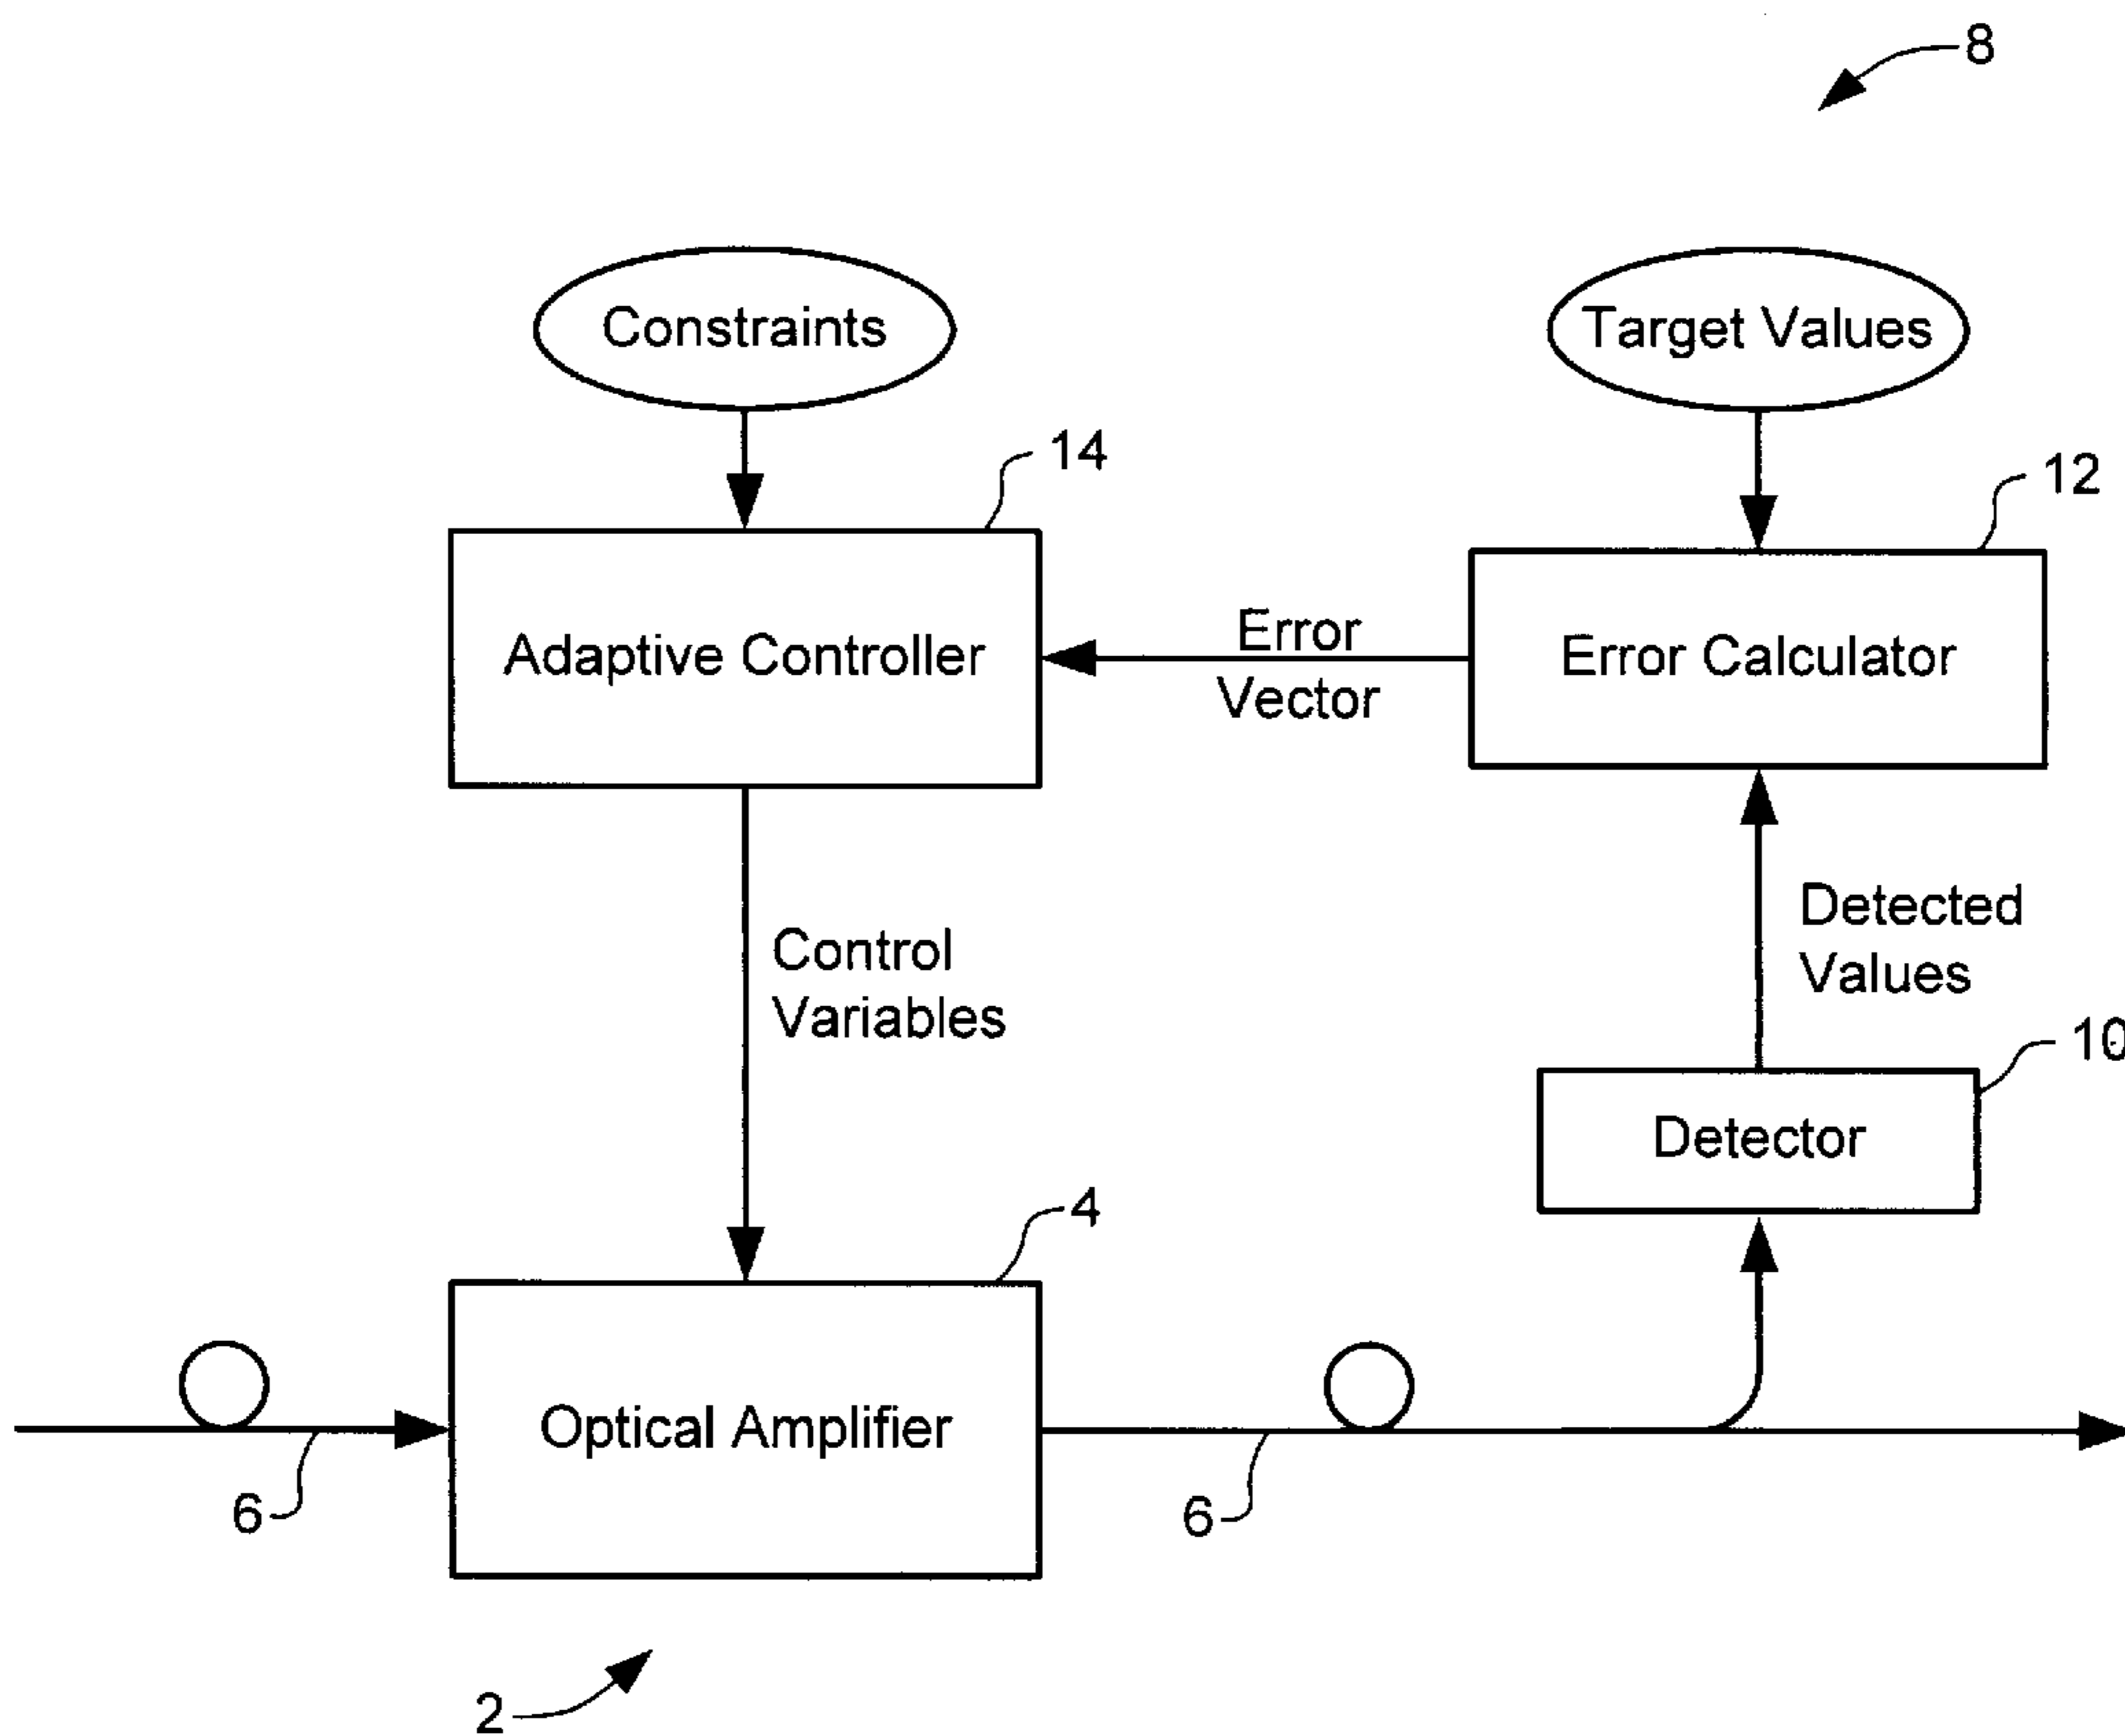 8
Constraints
Target Values
14
12
Adaptive Controller
Error
Vector
Error Calculator
Control
Variables
Detected
Values
10
Detector
4
Optical Amplifier
6
6
2